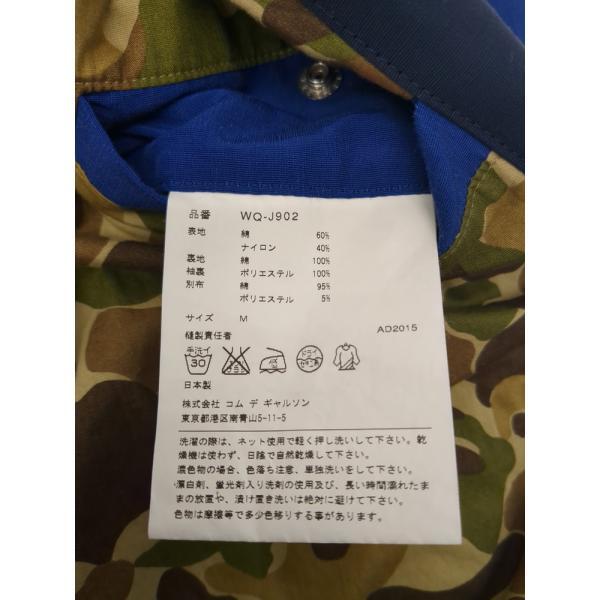 品番 WQ-J902
表地 綿 60%
ナイロン 40%
裏地 綿 100%
袖裏 ポリエステル 100%
別布 綿 95%
ポリエステル 5%
サイズ M
縫製責任者 AD2015
手洗イ 30 ドライ セキユ系
日本製
株式会社 コム デ ギャルソン
東京都港区南青山5-11-5
洗濯の際は、ネット使用で軽く押し洗いして下さい。乾
燥機は使わず、日陰で自然乾燥して下さい。
濃色物の場合、色落ち注意、単独洗いをして下さい。
漂白剤、蛍光剤入り洗剤の使用及び、長い時間濡れたま
まの放置や、漬け置き洗いは絶対に避けて下さい。
色物は摩擦等で多少色移りする事があります。